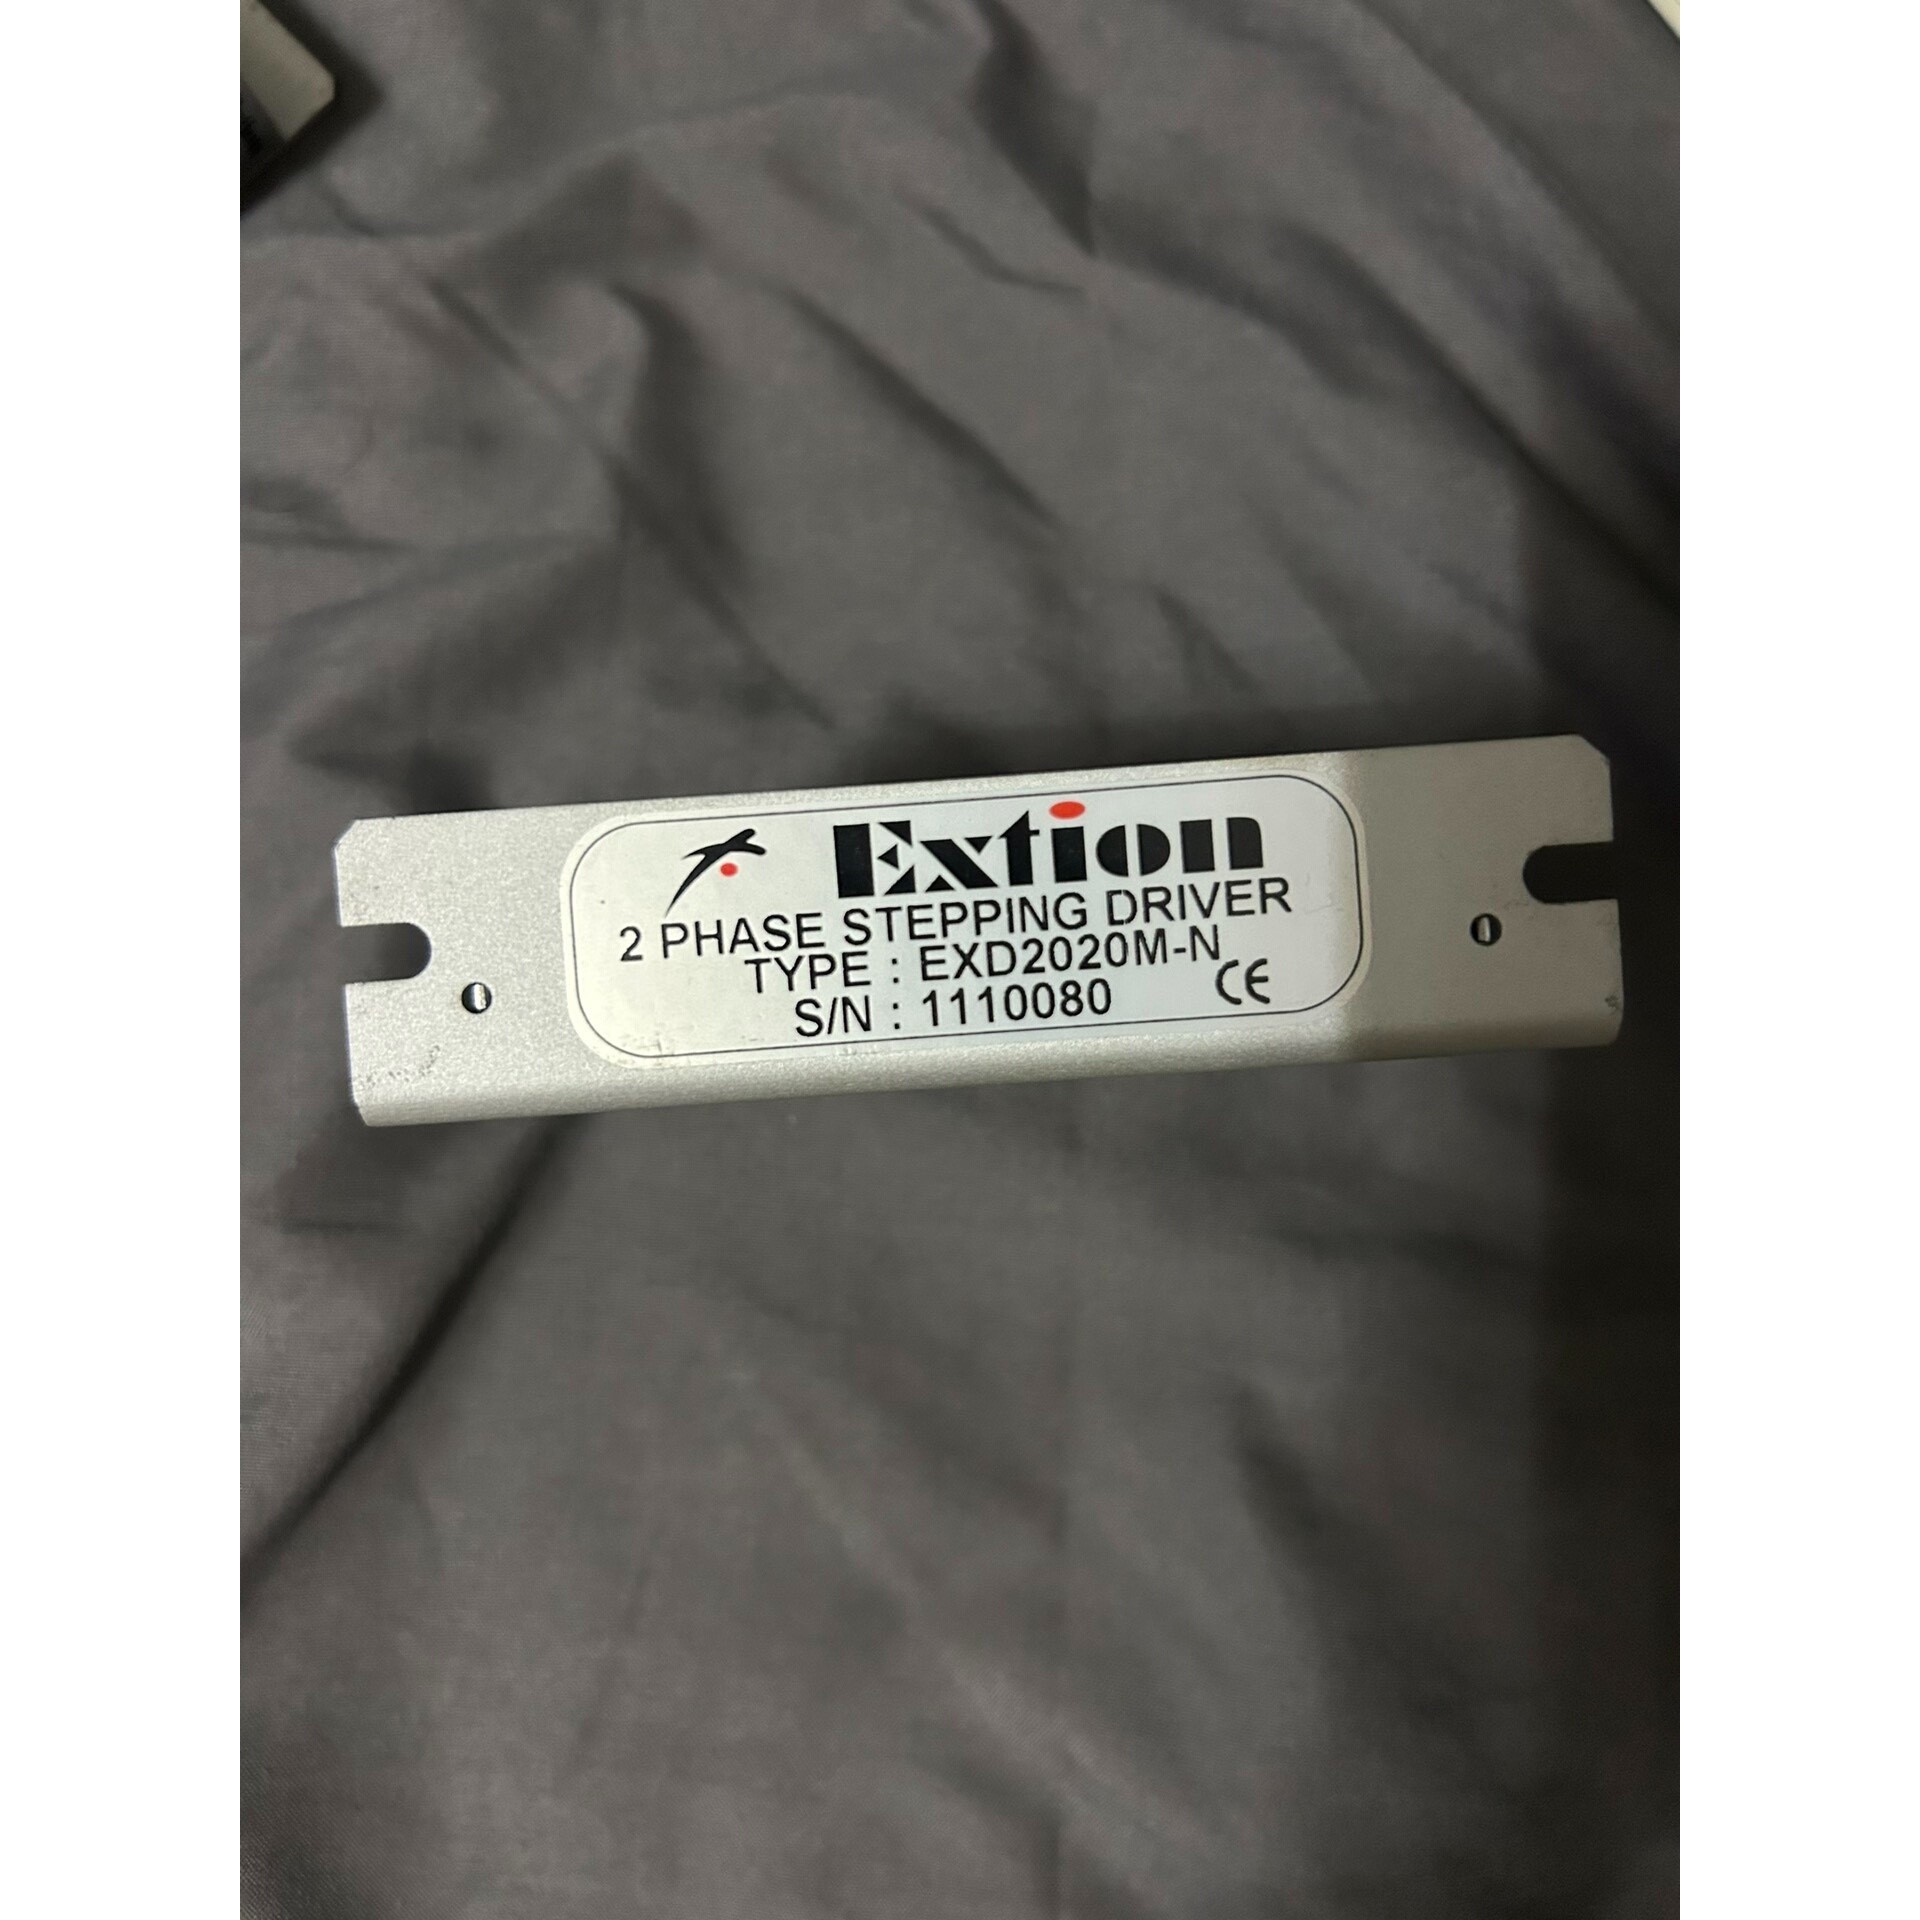 Extion
2 PHASE STEPPING DRIVER
TYPE : EXD2020M-N
S/N : 1110080 CE